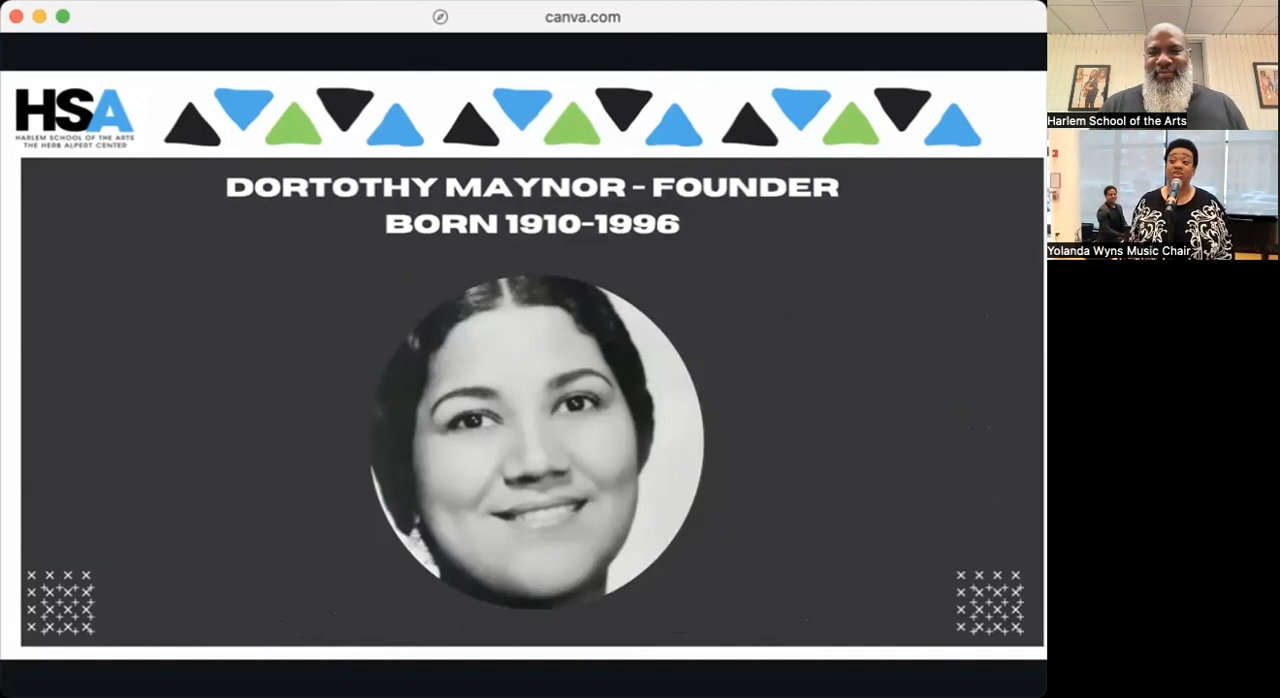 canva.com
HSA
HARLEM SCHOOL OF THE ARTS
THE HERB ALPERT CENTER
DORTOTHY MAYNOR - FOUNDER
BORN 1910-1996
Harlem School of the Arts
Yolanda Wyns Music Chair